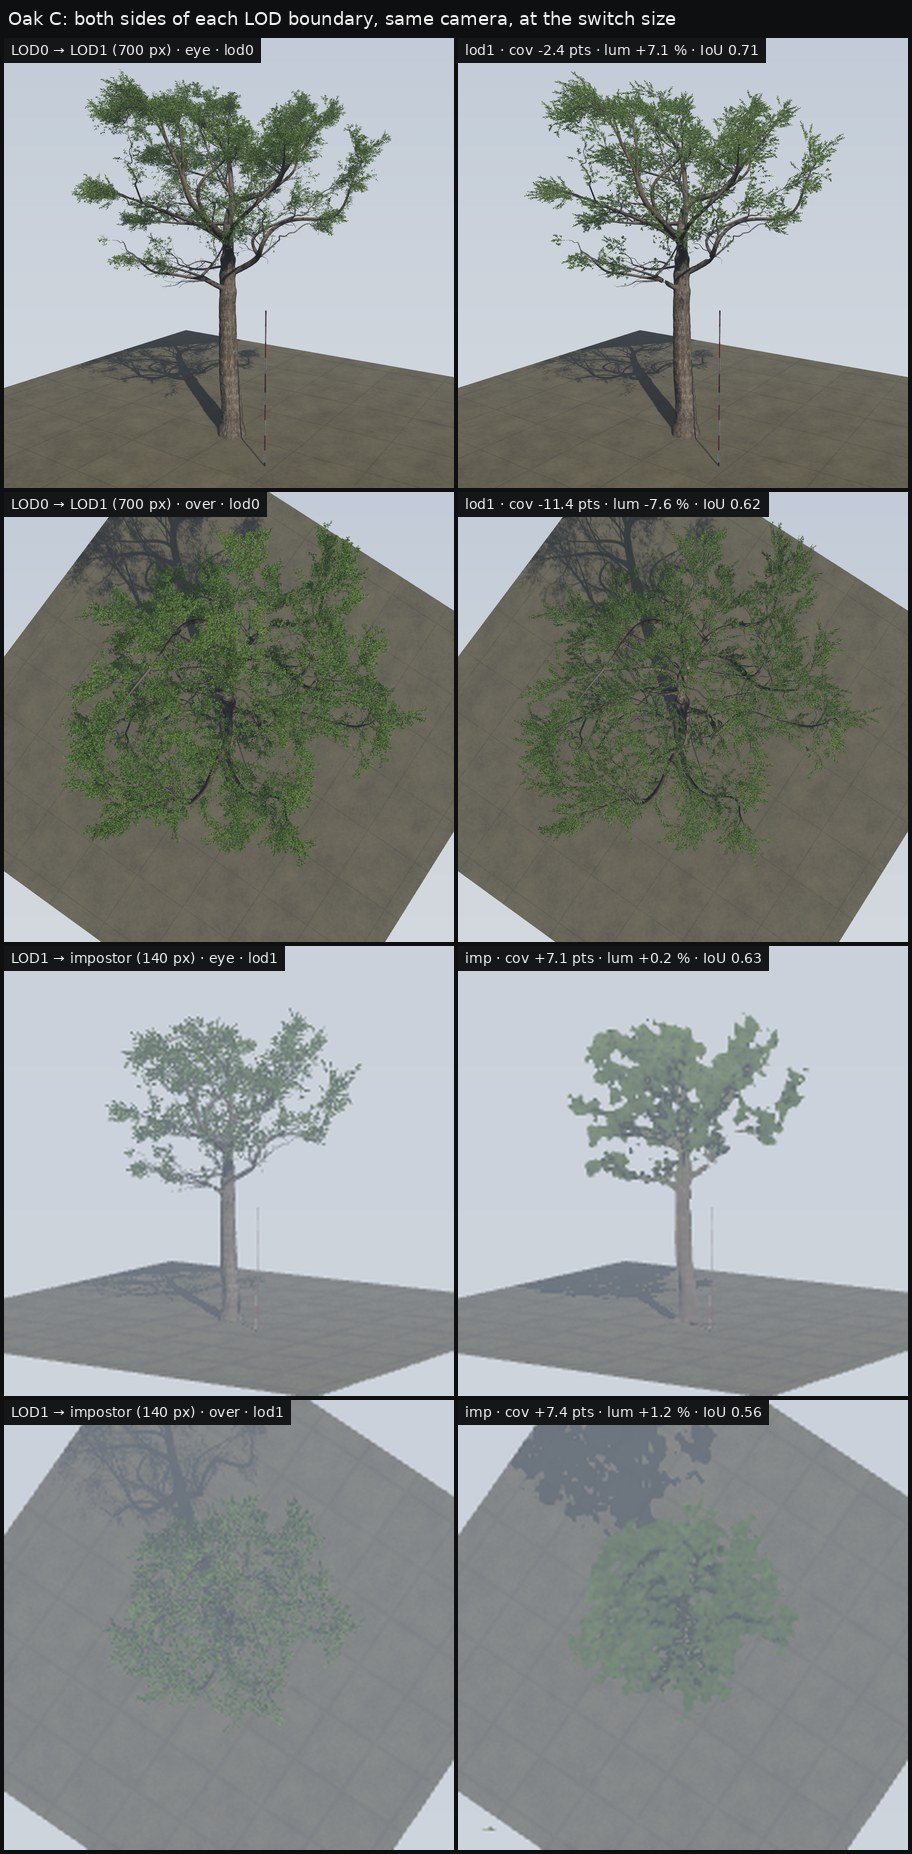 Oak C: both sides of each LOD boundary, same camera, at the switch size
LOD0 → LOD1 (700 px) · eye · lod0
lod1 · cov -2.4 pts · lum +7.1 % · IoU 0.71
LOD0 → LOD1 (700 px) · over · lod0
lod1 · cov -11.4 pts · lum -7.6 % · IoU 0.62
LOD1 → impostor (140 px) · eye · lod1
imp · cov +7.1 pts · lum +0.2 % · IoU 0.63
LOD1 → impostor (140 px) · over · lod1
imp · cov +7.4 pts · lum +1.2 % · IoU 0.56